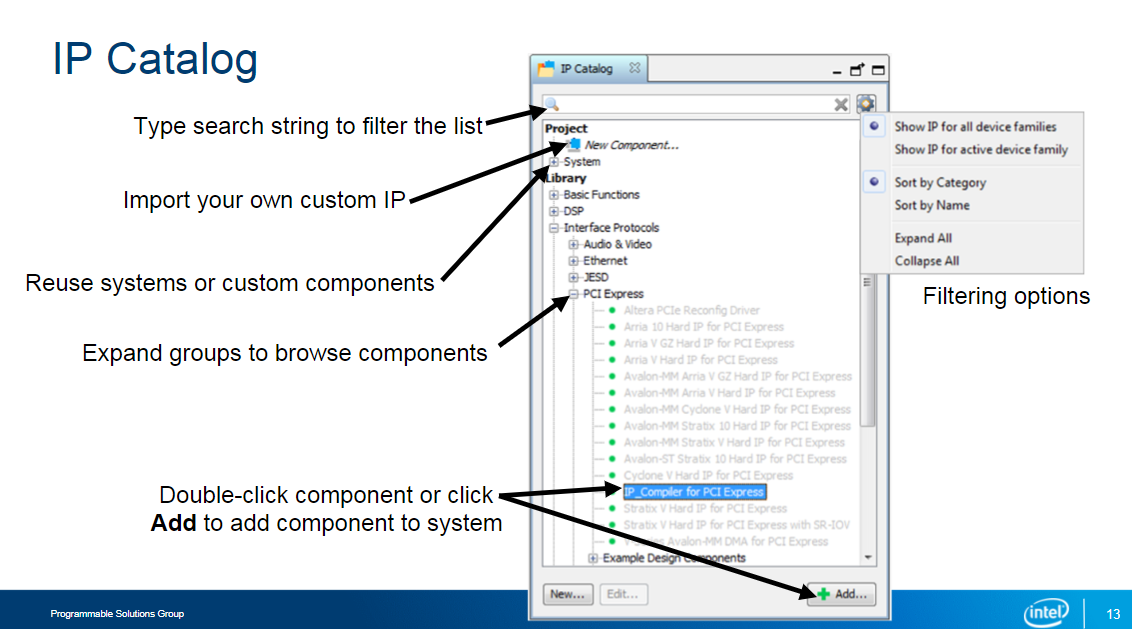 IP Catalog
Type search string to filter the list
Import your own custom IP
Reuse systems or custom components
Expand groups to browse components
Double-click component or click
Add to add component to system
IP Catalog
Project
New Component...
System
Library
Basic Functions
DSP
Interface Protocols
Audio & Video
Ethernet
JESD
PCI Express
Altera PCIe Reconfig Driver
Arria 10 Hard IP for PCI Express
Arria V GZ Hard IP for PCI Express
Arria V Hard IP for PCI Express
Avalon-MM Arria V GZ Hard IP for PCI Express
Avalon-MM Arria V Hard IP for PCI Express
Avalon-MM Cyclone V Hard IP for PCI Express
Avalon-MM Stratix 10 Hard IP for PCI Express
Avalon-MM Stratix V Hard IP for PCI Express
Avalon-ST Stratix 10 Hard IP for PCI Express
Cyclone V Hard IP for PCI Express
IP_Compiler for PCI Express
Stratix V Hard IP for PCI Express
Stratix V Hard IP for PCI Express with SR-IOV
Avalon-MM DMA for PCI Express
Example Design Components
New...
Edit...
Add...
Show IP for all device families
Show IP for active device family
Sort by Category
Sort by Name
Expand All
Collapse All
Filtering options
Programmable Solutions Group
intel
13